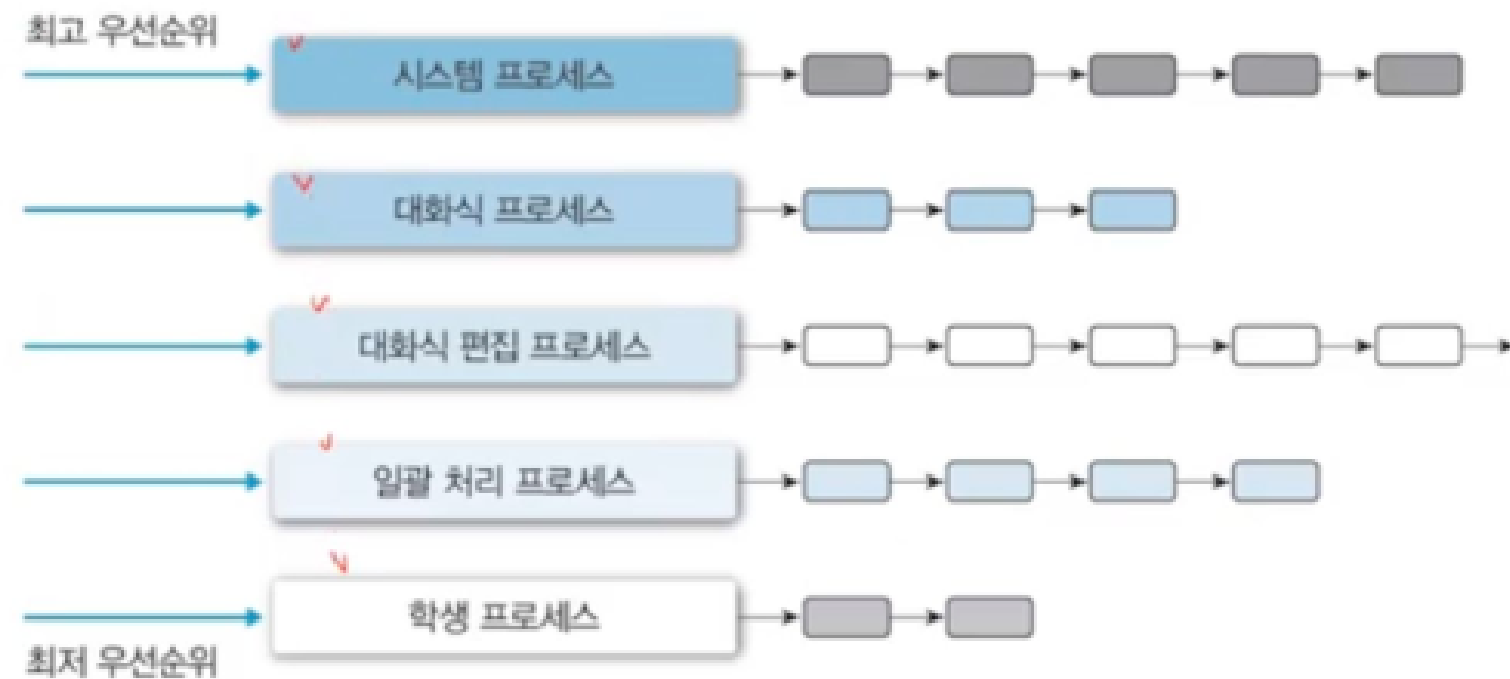 최고 우선순위
시스템 프로세스
대화식 프로세스
대화식 편집 프로세스
일괄 처리 프로세스
학생 프로세스
최저 우선순위